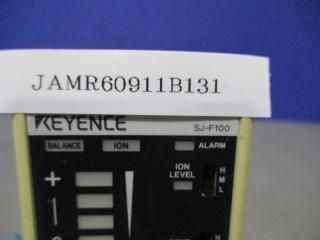 JAMR60911B131
KEYENCE SJ-F100
BALANCE ION ALARM
ION
LEVEL
H
M
L
+
H